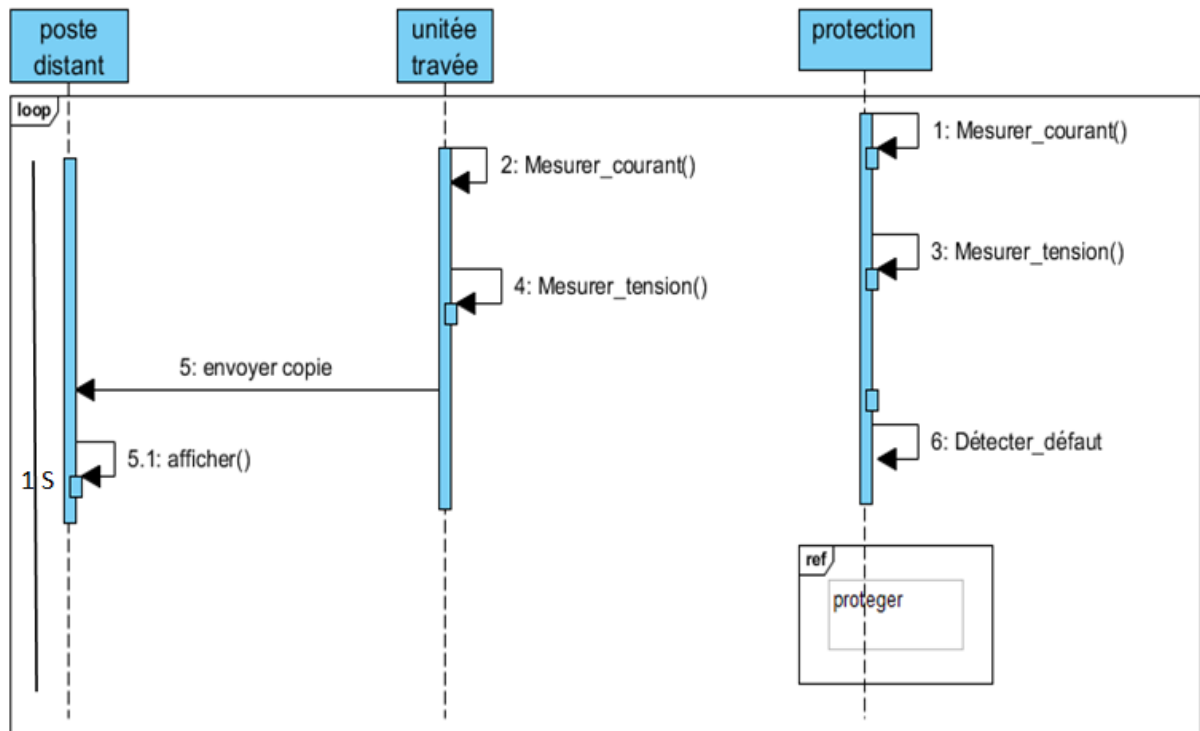 poste
distant
unitée
travée
protection
loop
1: Mesurer_courant()
2: Mesurer_courant()
3: Mesurer_tension()
4: Mesurer_tension()
5: envoyer copie
6: Détecter_défaut
5.1: afficher()
1 S
ref
proteger